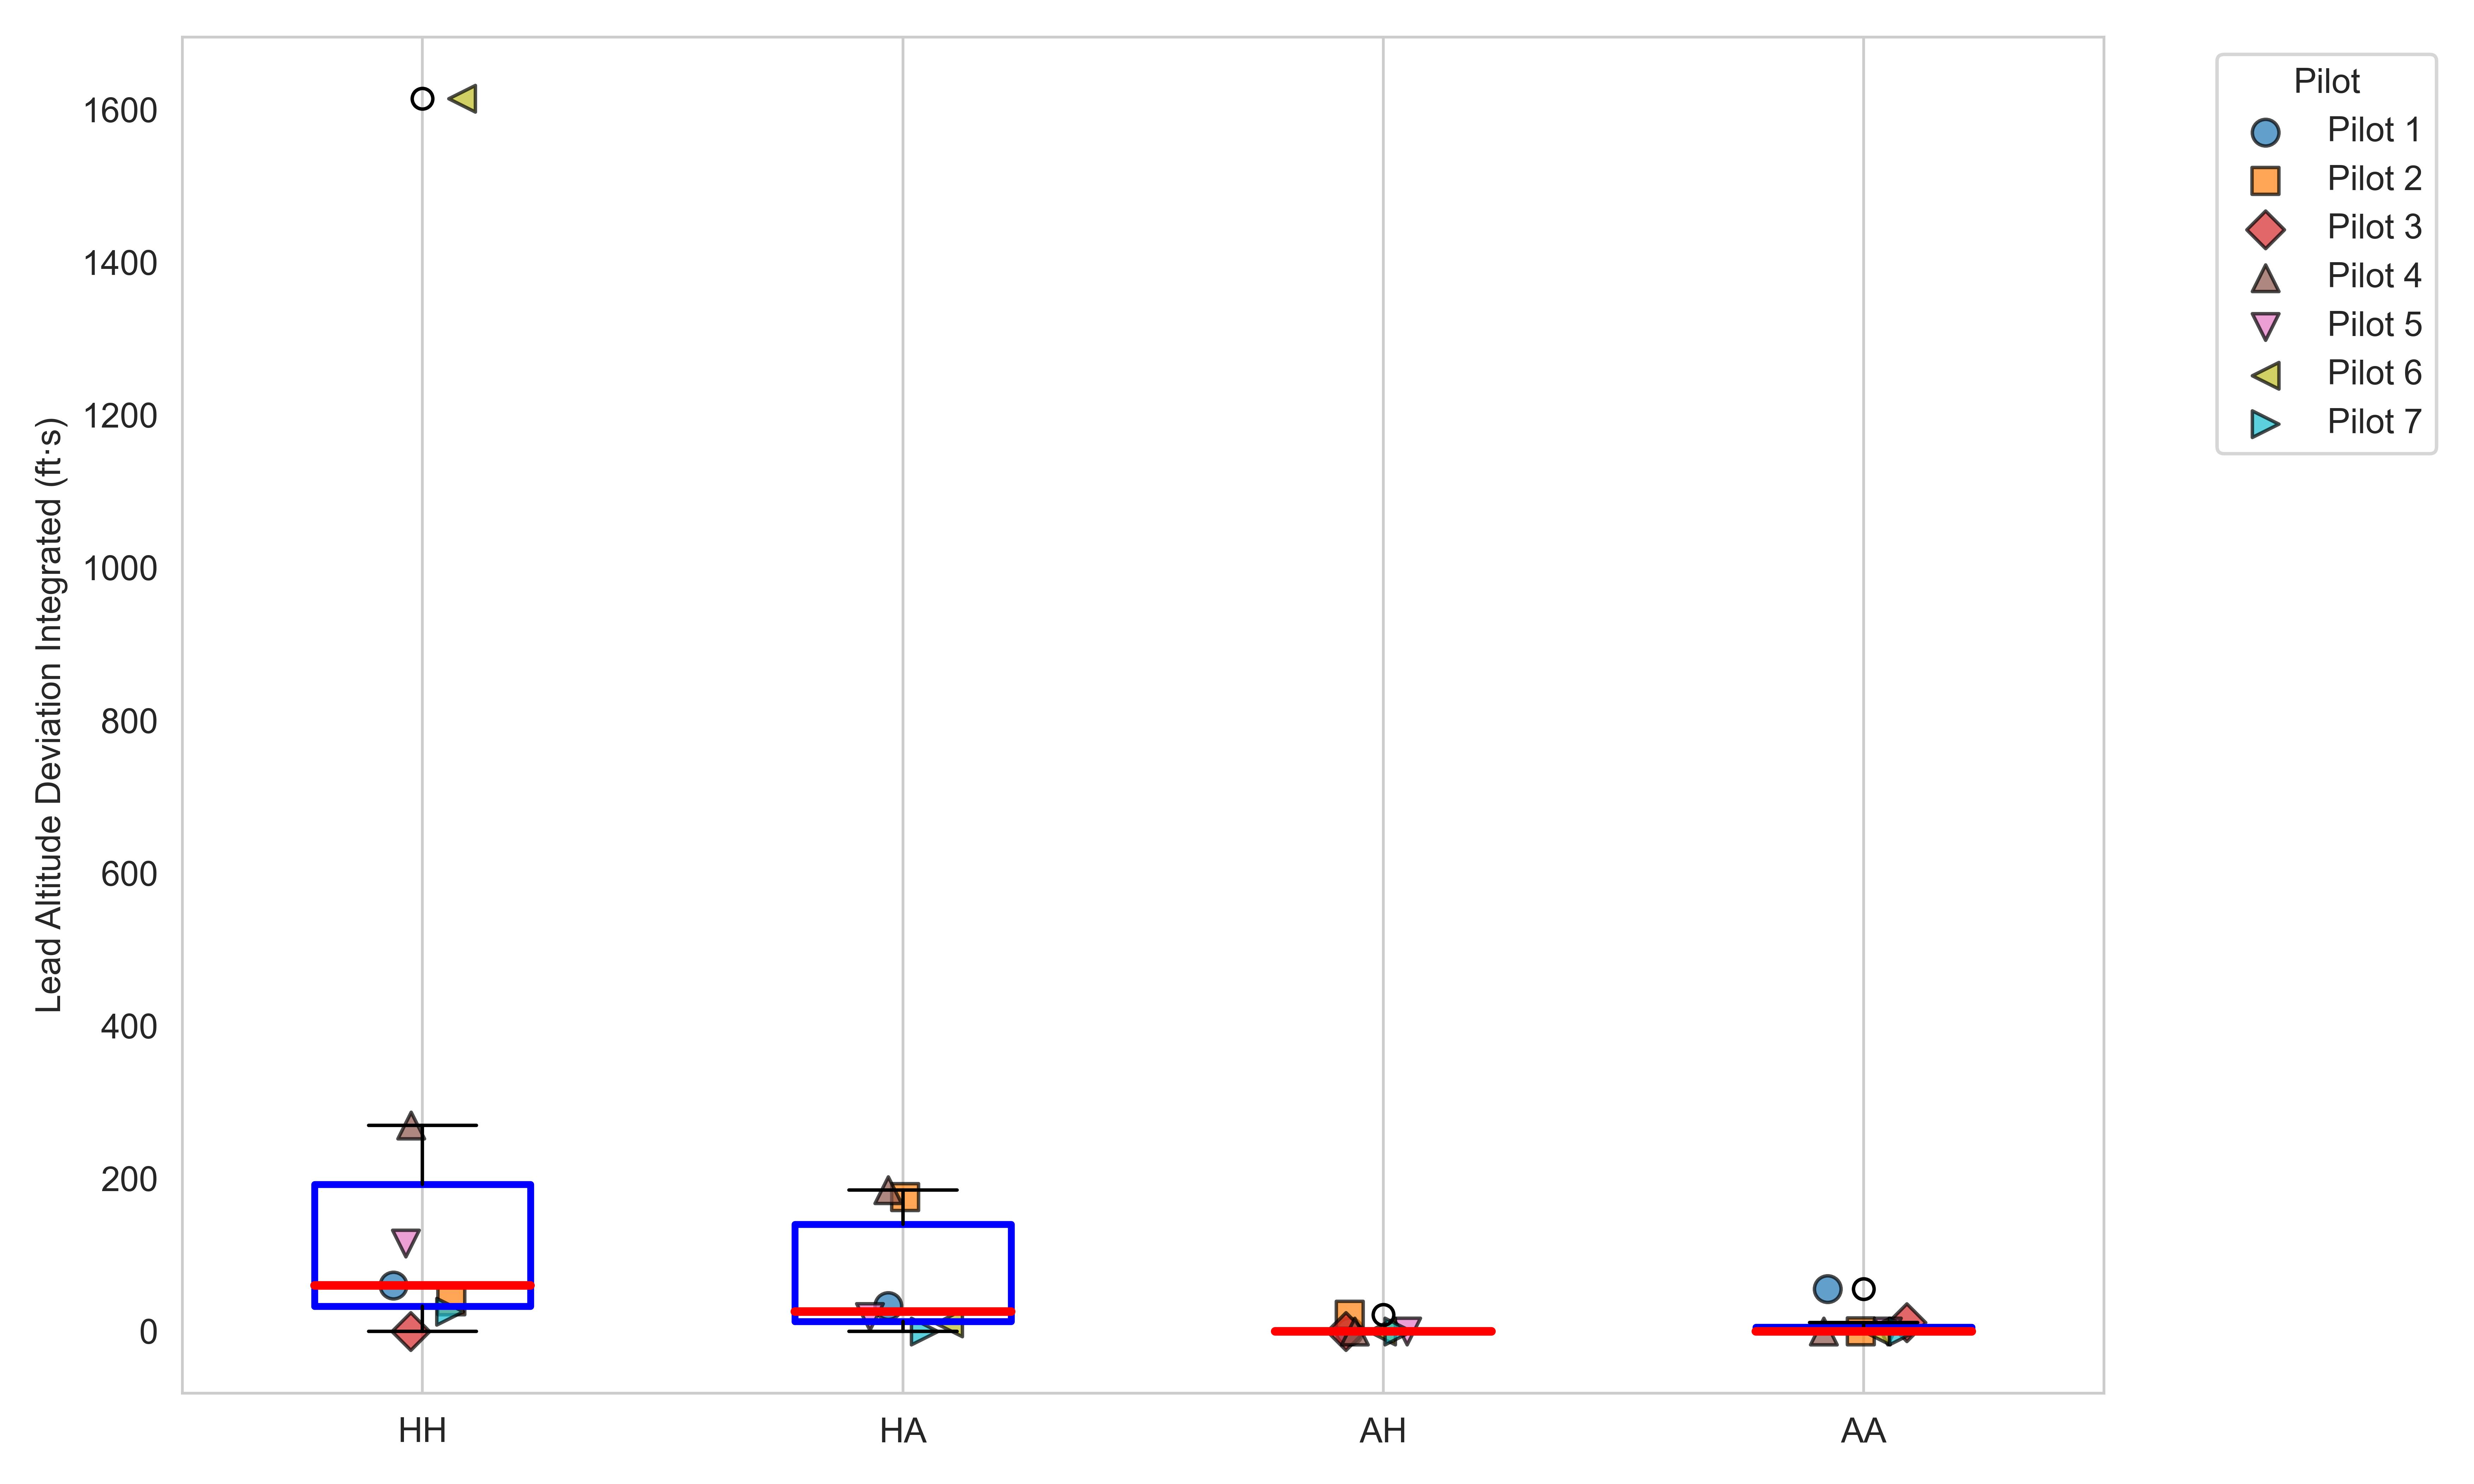 Lead Altitude Deviation Integrated (ft·s)
1600
1400
1200
1000
800
600
400
200
0
HH
HA
AH
AA
Pilot
Pilot 1
Pilot 2
Pilot 3
Pilot 4
Pilot 5
Pilot 6
Pilot 7